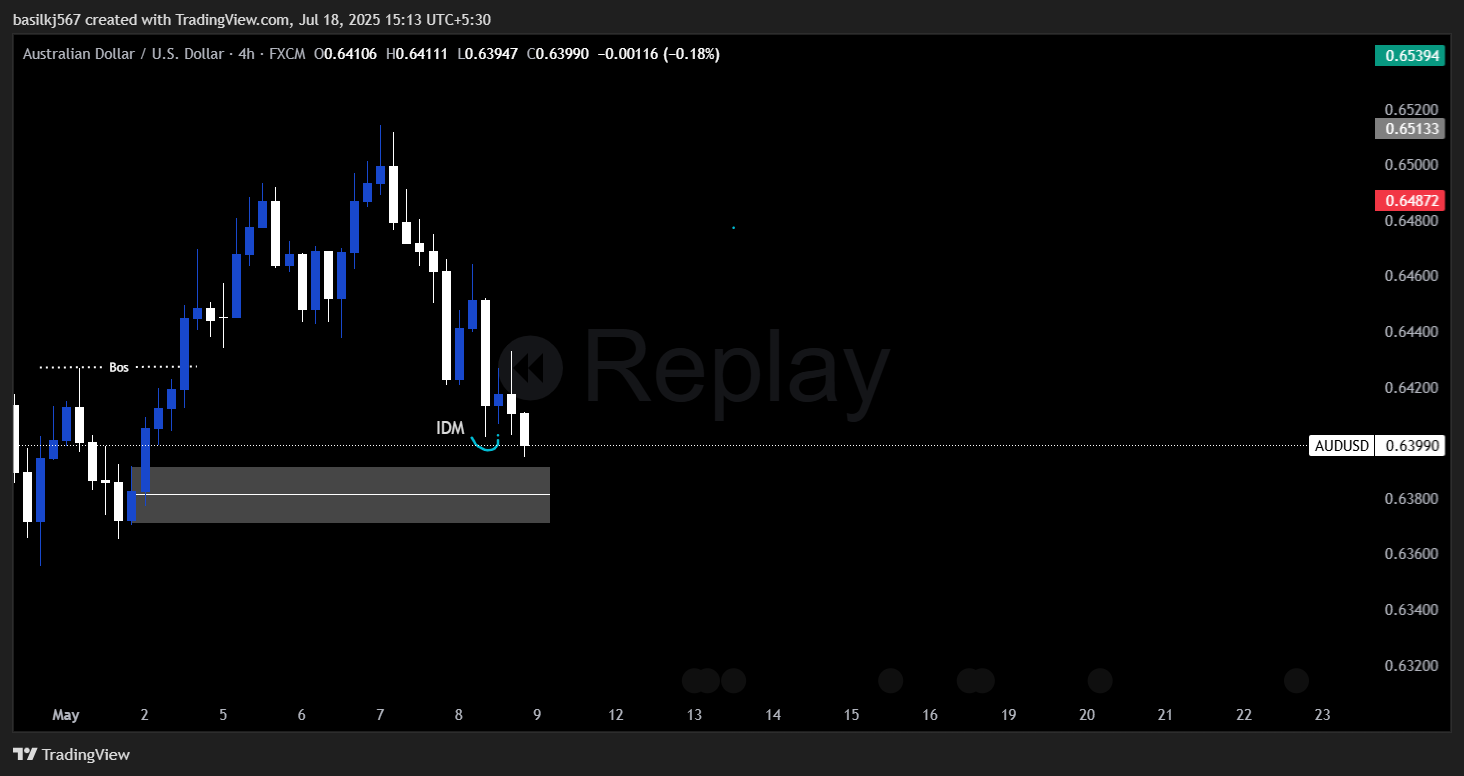 basilkj567 created with TradingView.com, Jul 18, 2025 15:13 UTC+5:30
Australian Dollar / U.S. Dollar · 4h · FXCM O0.64106 H0.64111 L0.63947 C0.63990 −0.00116 (−0.18%)
0.65394
0.65200
0.65133
0.65000
0.64872
0.64800
0.64600
0.64400
Replay
Bos
0.64200
IDM
AUDUSD 0.63990
0.63800
0.63600
0.63400
0.63200
May 2 5 6 7 8 9 12 13 14 15 16 19 20 21 22 23
TradingView